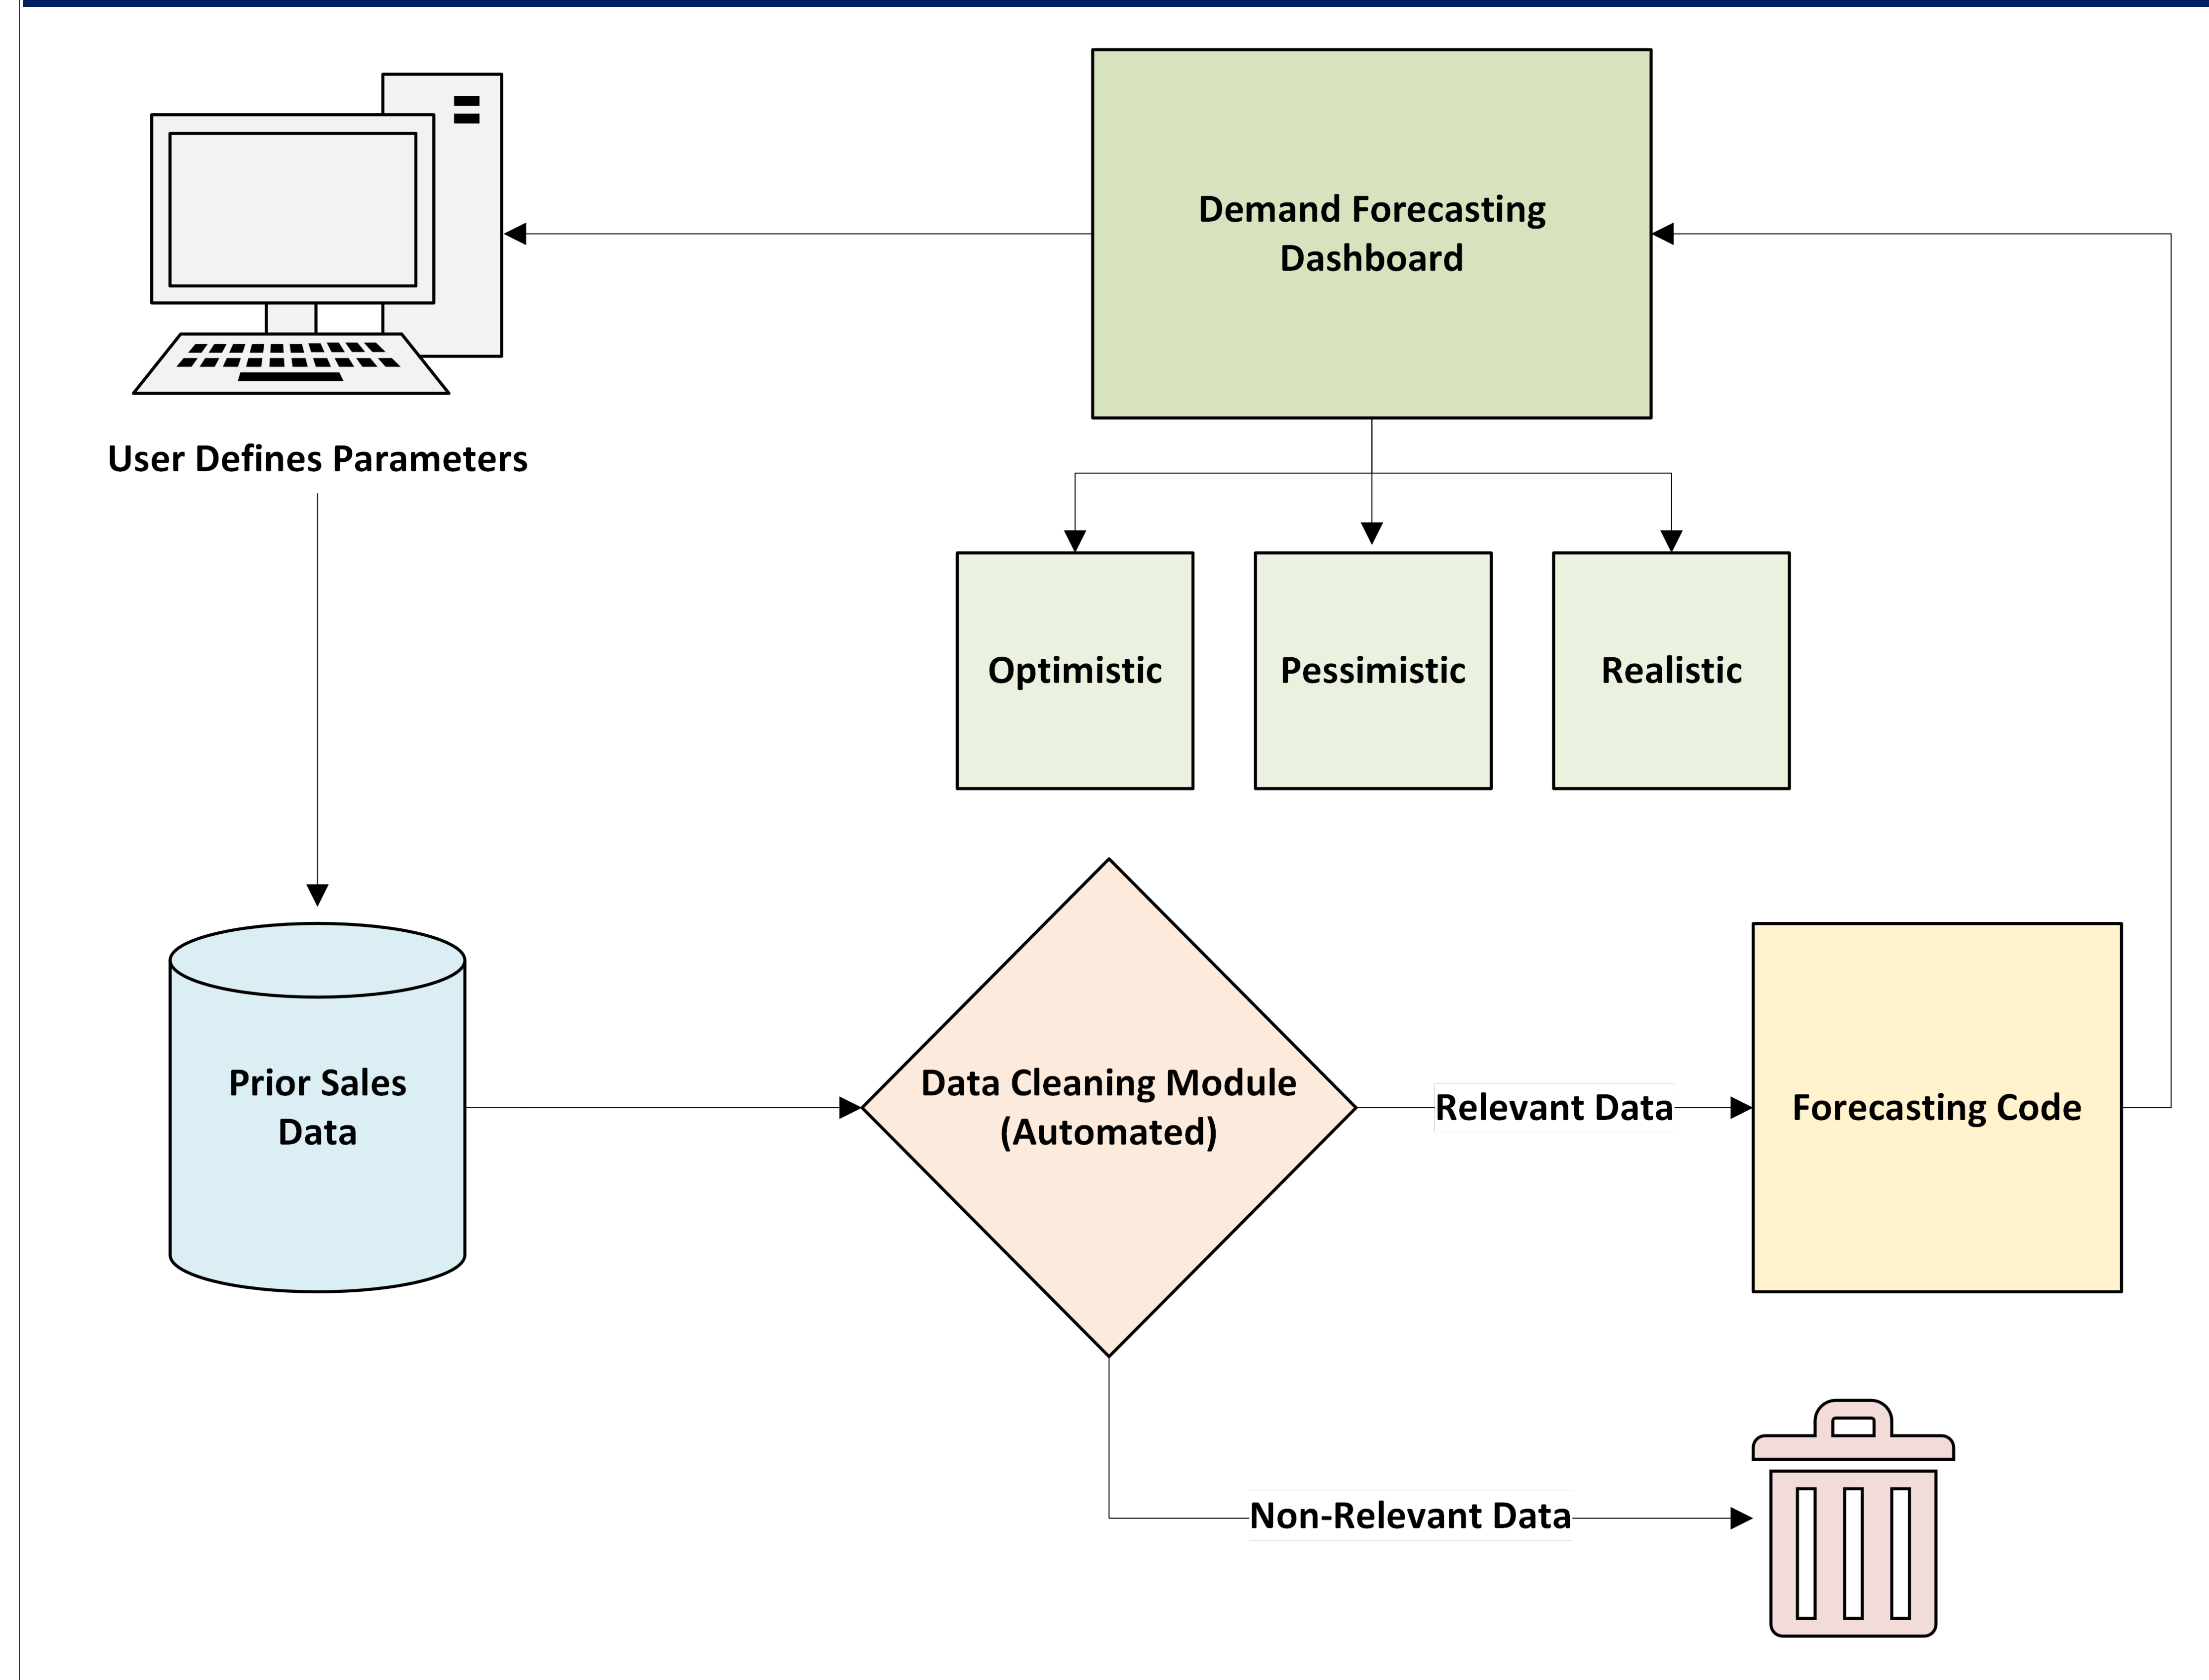 Demand Forecasting
Dashboard
User Defines Parameters
Optimistic
Pessimistic
Realistic
Prior Sales
Data
Data Cleaning Module
(Automated)
Relevant Data
Forecasting Code
Non-Relevant Data